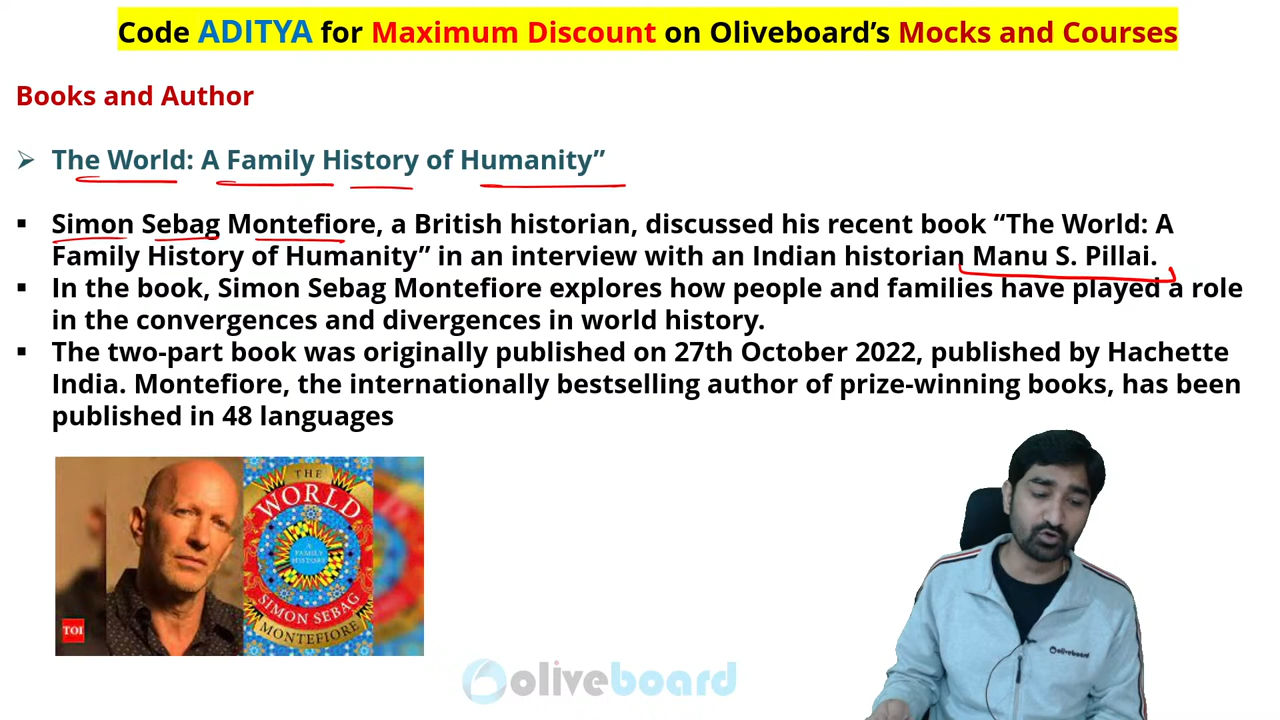 Code ADITYA for Maximum Discount on Oliveboard's Mocks and Courses
Books and Author
➢ The World: A Family History of Humanity”
▪ Simon Sebag Montefiore, a British historian, discussed his recent book “The World: A
Family History of Humanity” in an interview with an Indian historian Manu S. Pillai.
▪ In the book, Simon Sebag Montefiore explores how people and families have played a role
in the convergences and divergences in world history.
▪ The two-part book was originally published on 27th October 2022, published by Hachette
India. Montefiore, the internationally bestselling author of prize-winning books, has been
published in 48 languages
THE
WORLD
A
FAMILY
HISTORY
SIMON SEBAG
MONTEFIORE
TOI
oliveboard
oliveboard